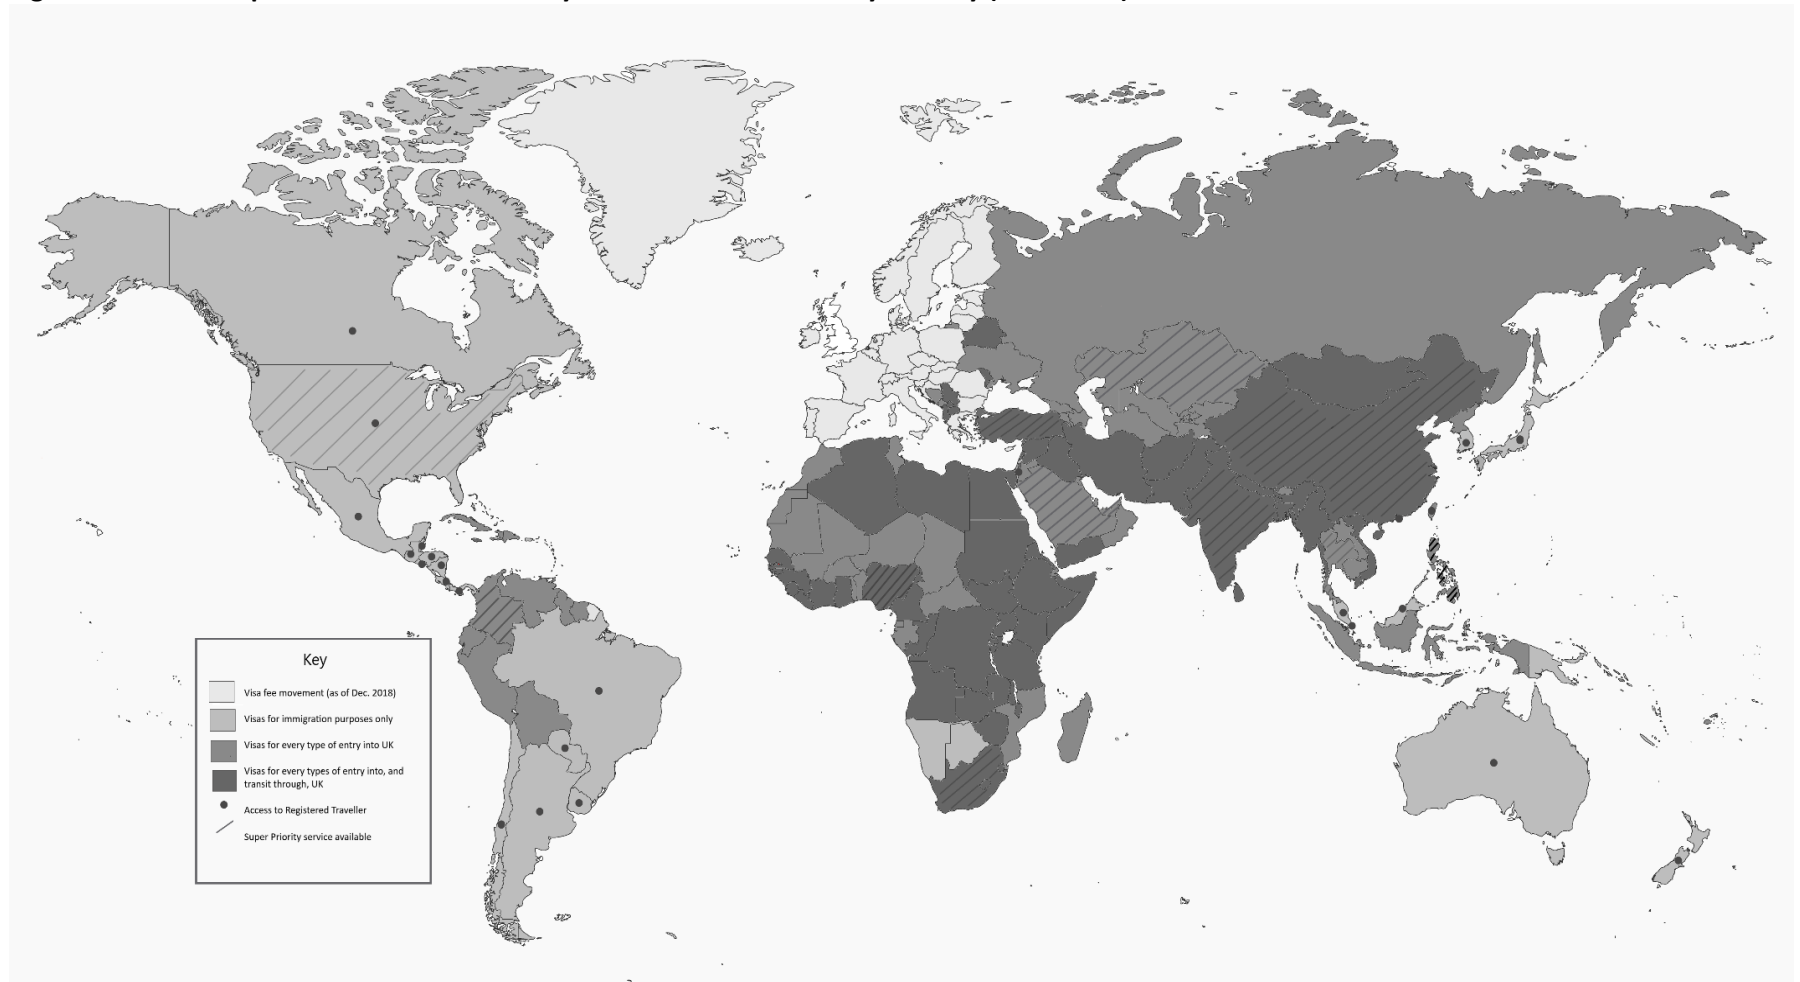 Key
Visa fee movement (as of Dec. 2018)
Visas for immigration purposes only
Visas for every type of entry into UK
Visas for every types of entry into, and
transit through, UK
Access to Registered Traveller
Super Priority service available